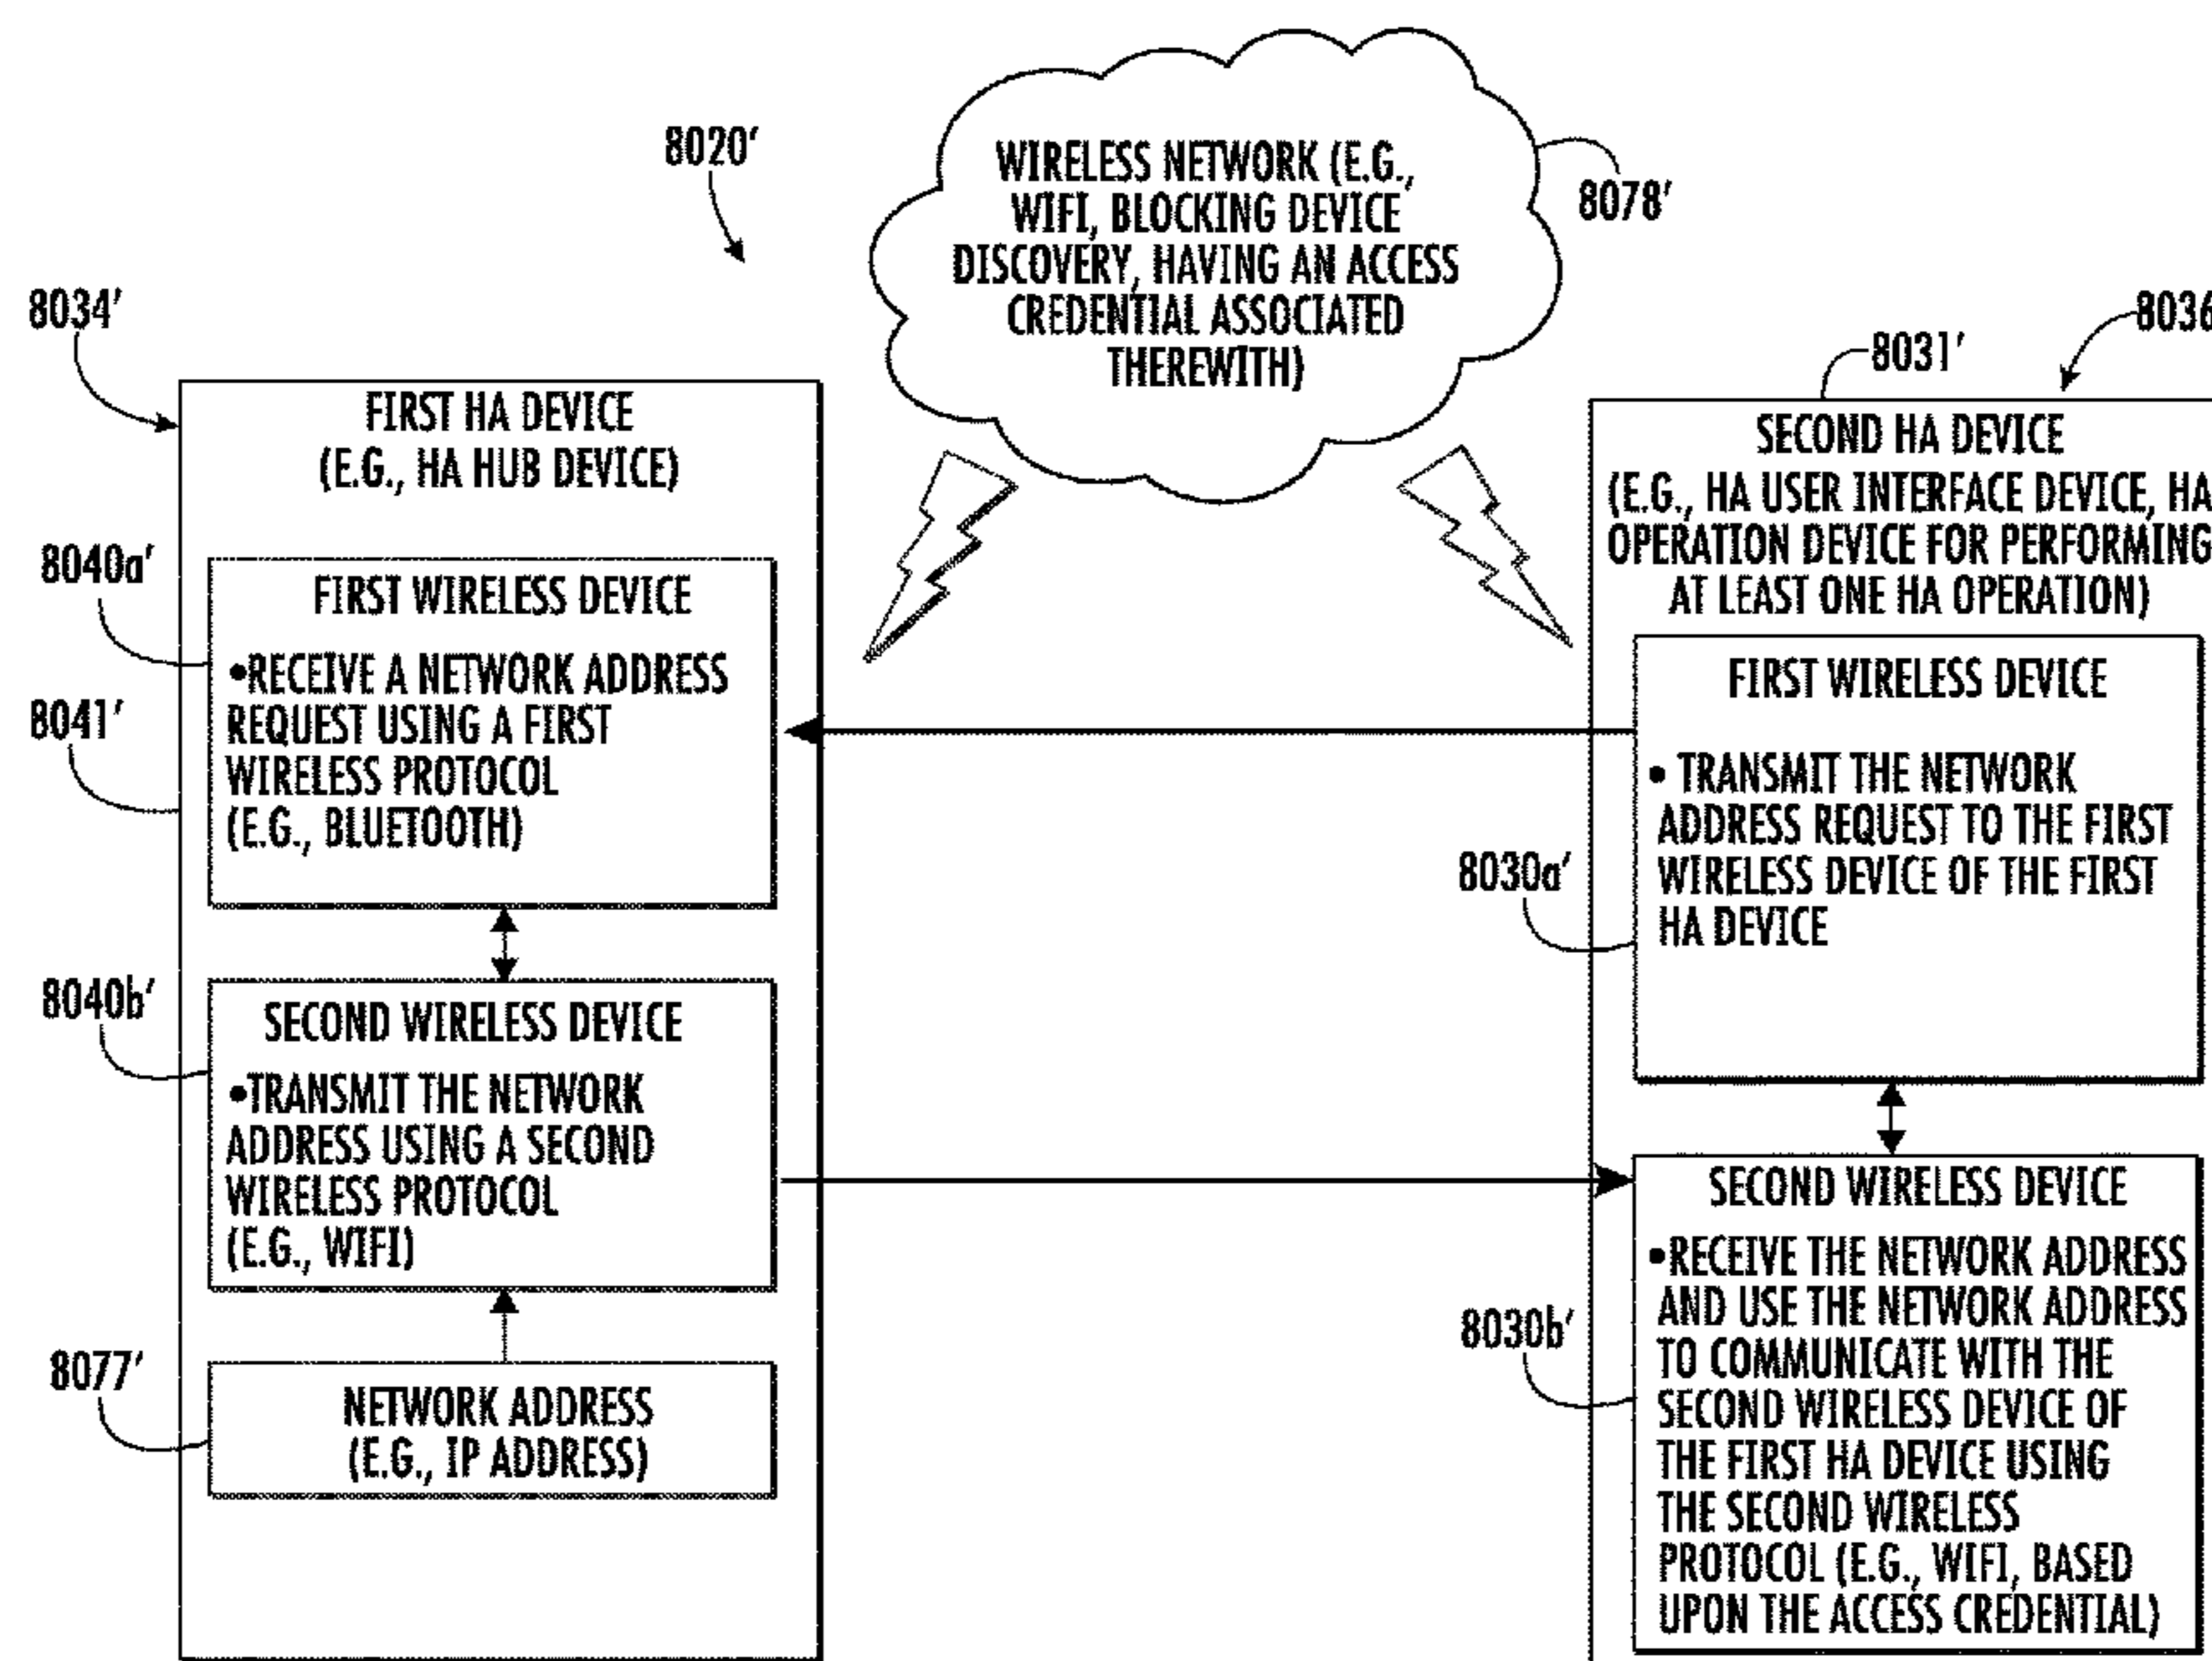 8020'
WIRELESS NETWORK (E.G.,
WIFI, BLOCKING DEVICE
DISCOVERY, HAVING AN ACCESS
CREDENTIAL ASSOCIATED
THEREWITH)
8078'
8034'
FIRST HA DEVICE
(E.G., HA HUB DEVICE)
8040a'
FIRST WIRELESS DEVICE
•RECEIVE A NETWORK ADDRESS
REQUEST USING A FIRST
WIRELESS PROTOCOL
(E.G., BLUETOOTH)
8041'
8040b'
SECOND WIRELESS DEVICE
•TRANSMIT THE NETWORK
ADDRESS USING A SECOND
WIRELESS PROTOCOL
(E.G., WIFI)
8077'
NETWORK ADDRESS
(E.G., IP ADDRESS)
8036
8031'
SECOND HA DEVICE
(E.G., HA USER INTERFACE DEVICE, HA
OPERATION DEVICE FOR PERFORMING
AT LEAST ONE HA OPERATION)
FIRST WIRELESS DEVICE
• TRANSMIT THE NETWORK
ADDRESS REQUEST TO THE FIRST
WIRELESS DEVICE OF THE FIRST
HA DEVICE
8030a'
SECOND WIRELESS DEVICE
•RECEIVE THE NETWORK ADDRESS
AND USE THE NETWORK ADDRESS
TO COMMUNICATE WITH THE
SECOND WIRELESS DEVICE OF
THE FIRST HA DEVICE USING
THE SECOND WIRELESS
PROTOCOL (E.G., WIFI, BASED
UPON THE ACCESS CREDENTIAL)
8030b'